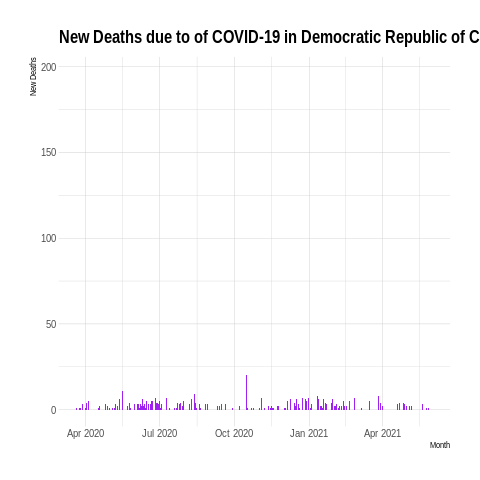 New Deaths due to of COVID-19 in Democratic Republic of C
New Deaths
200
150
100
50
0
Apr 2020 Jul 2020 Oct 2020 Jan 2021 Apr 2021
Month